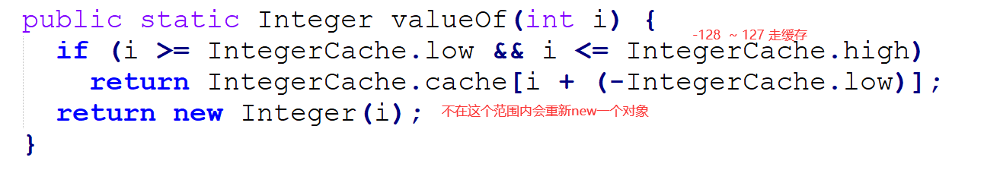 public static Integer valueOf(int i) {
-128 ~ 127 走缓存
if (i >= IntegerCache.low && i <= IntegerCache.high)
return IntegerCache.cache[i + (-IntegerCache.low)];
return new Integer(i); 不在这个范围内会重新new一个对象
}